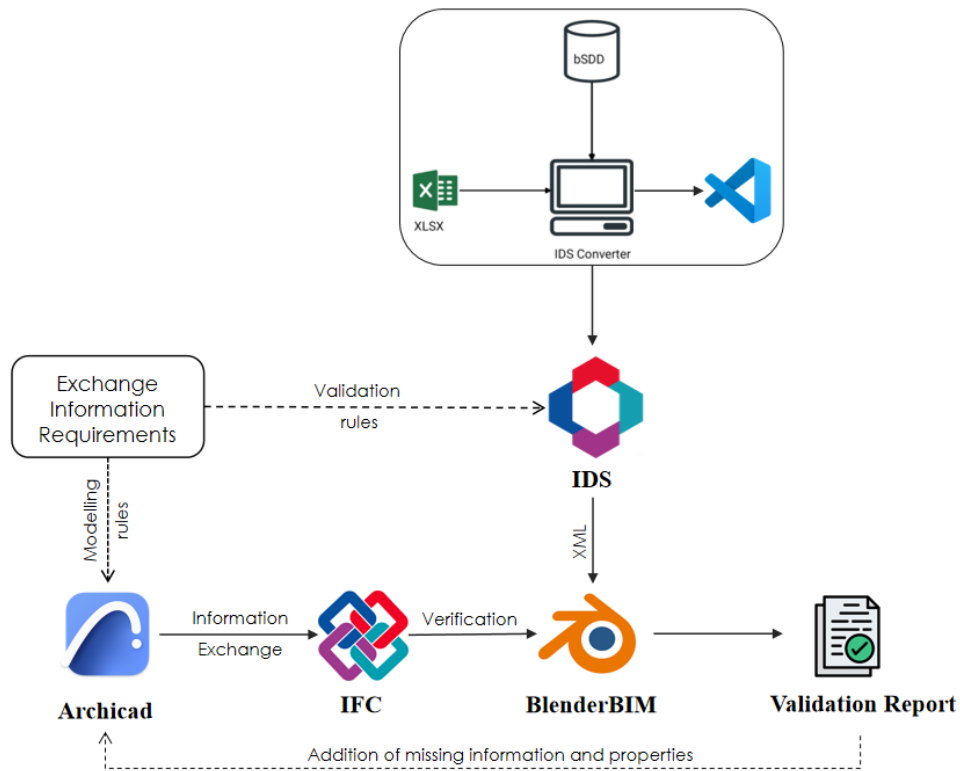 bSDD
X
XLSX
IDS Converter
Exchange
Information
Requirements
Validation
rules
IDS
Modelling
rules
XML
Information
Exchange
Verification
Archicad
IFC
BlenderBIM
Validation Report
Addition of missing information and properties